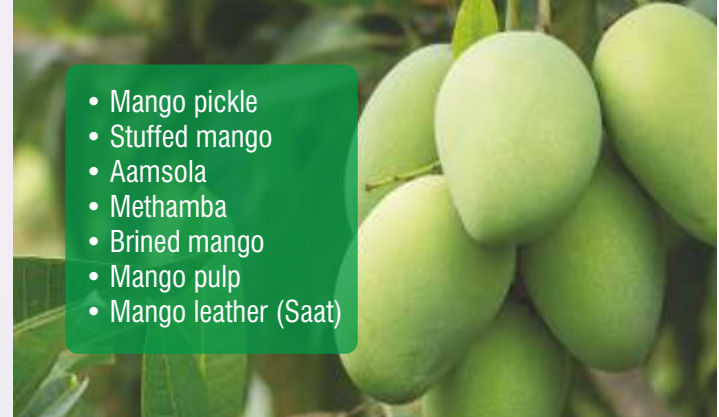 • Mango pickle
• Stuffed mango
• Aamsola
• Methamba
• Brined mango
• Mango pulp
• Mango leather (Saat)